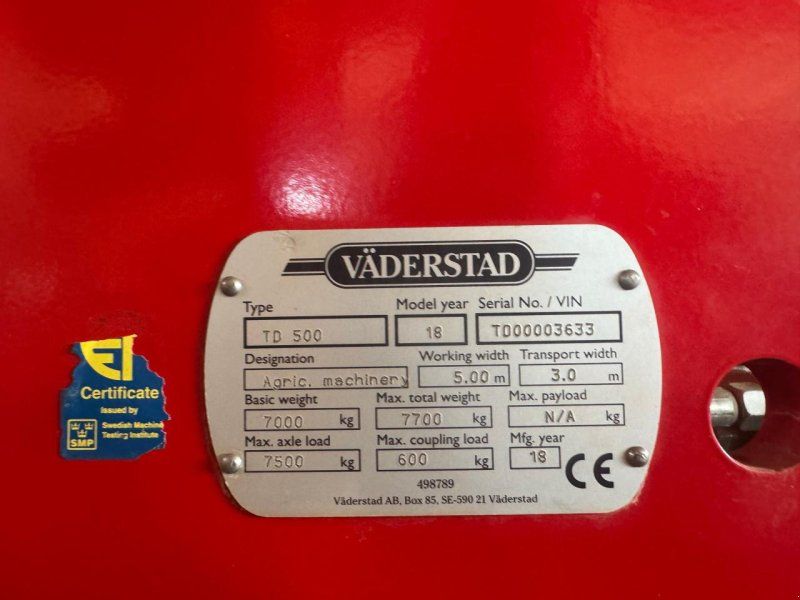 VÄDERSTAD
Type Model year Serial No. / VIN
TD 500 18 TD00003633
Designation Working width Transport width
Agric. machinery 5.00 m 3.0 m
Basic weight Max. total weight Max. payload
7000 kg 7700 kg N/A kg
Max. axle load Max. coupling load Mfg. year
7500 kg 600 kg 18 CE
498789
Väderstad AB, Box 85, SE-590 21 Väderstad
Certificate
Issued by
Swedish Machine
Testing Institute
SMP